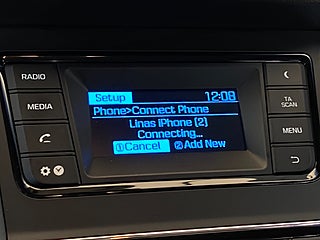 RADIO
MEDIA
Setup 12:08
Phone>Connect Phone
Linas iPhone (2)
Connecting...
①Cancel ②Add New
TA
SCAN
MENU